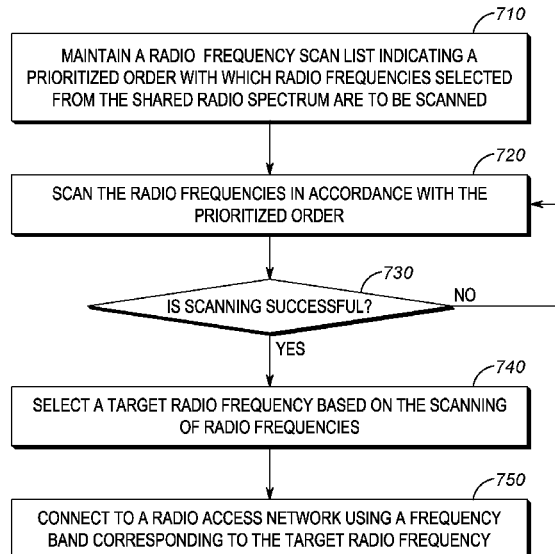 710
MAINTAIN A RADIO FREQUENCY SCAN LIST INDICATING A
PRIORITIZED ORDER WITH WHICH RADIO FREQUENCIES SELECTED
FROM THE SHARED RADIO SPECTRUM ARE TO BE SCANNED
720
SCAN THE RADIO FREQUENCIES IN ACCORDANCE WITH THE
PRIORITIZED ORDER
730
IS SCANNING SUCCESSFUL?
NO
YES
740
SELECT A TARGET RADIO FREQUENCY BASED ON THE SCANNING
OF RADIO FREQUENCIES
750
CONNECT TO A RADIO ACCESS NETWORK USING A FREQUENCY
BAND CORRESPONDING TO THE TARGET RADIO FREQUENCY